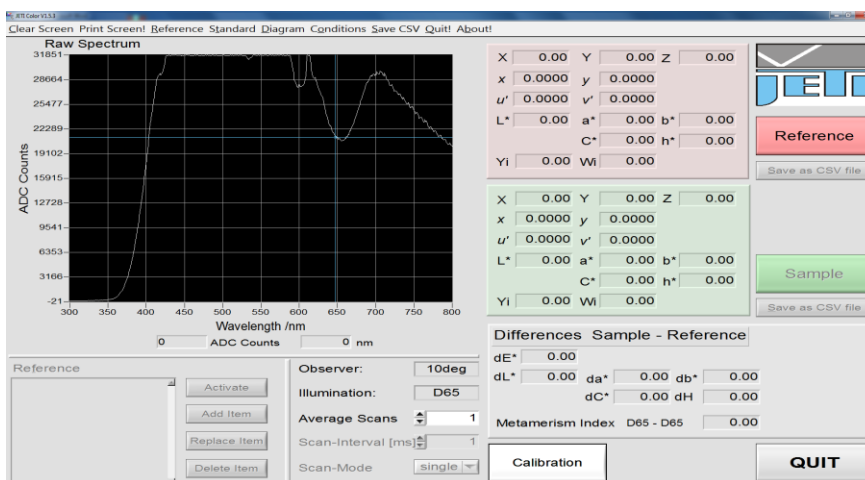 JETI Color V1.5.3
Clear Screen Print Screen! Reference Standard Diagram Conditions Save CSV Quit! About!
Raw Spectrum
31851
28664
25477
22289
19102
15915
12728
9541
6353
3166
-21
ADC Counts
300 350 400 450 500 550 600 650 700 750 800
Wavelength /nm
0 ADC Counts 0 nm
Reference
Activate
Add Item
Replace Item
Delete Item
Observer: 10deg
Illumination: D65
Average Scans 1
Scan-Interval [ms] 1
Scan-Mode single
X 0.00 Y 0.00 Z 0.00
x 0.0000 y 0.0000
u' 0.0000 v' 0.0000
L* 0.00 a* 0.00 b* 0.00
C* 0.00 h* 0.00
Yi 0.00 Wi 0.00
X 0.00 Y 0.00 Z 0.00
x 0.0000 y 0.0000
u' 0.0000 v' 0.0000
L* 0.00 a* 0.00 b* 0.00
C* 0.00 h* 0.00
Yi 0.00 Wi 0.00
Differences Sample - Reference
dE* 0.00
dL* 0.00 da* 0.00 db* 0.00
dC* 0.00 dH 0.00
Metamerism Index D65 - D65 0.00
Calibration
JETI
Reference
Save as CSV file
Sample
Save as CSV file
QUIT